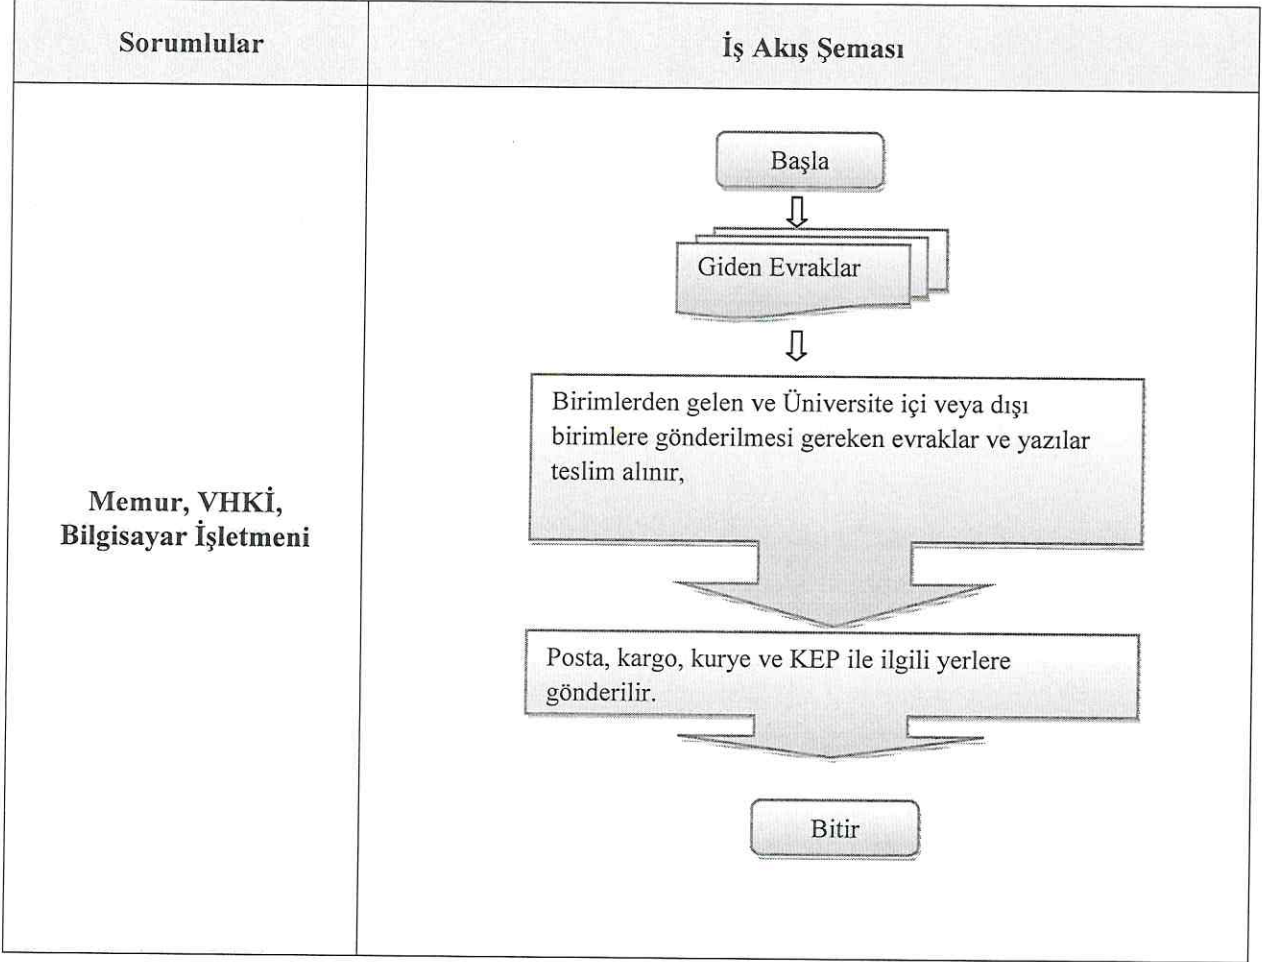 Sorumlular
İş Akış Şeması
Memur, VHKİ,
Bilgisayar İşletmeni
Başla
Giden Evraklar
Birimlerden gelen ve Üniversite içi veya dışı
birimlere gönderilmesi gereken evraklar ve yazılar
teslim alınır,
Posta, kargo, kurye ve KEP ile ilgili yerlere
gönderilir.
Bitir